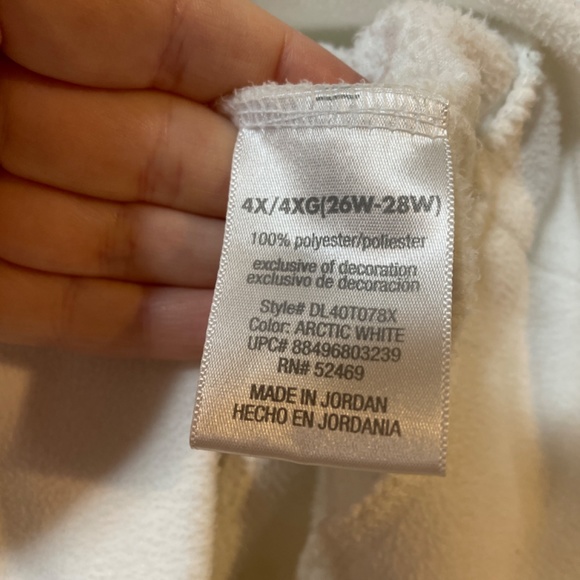 4X/4XG(26W-28W)
100% polyester/poliester
exclusive of decoration
exclusivo de decoración
Style# DL40T078X
Color: ARCTIC WHITE
UPC# 88496803239
RN# 52469
MADE IN JORDAN
HECHO EN JORDANIA